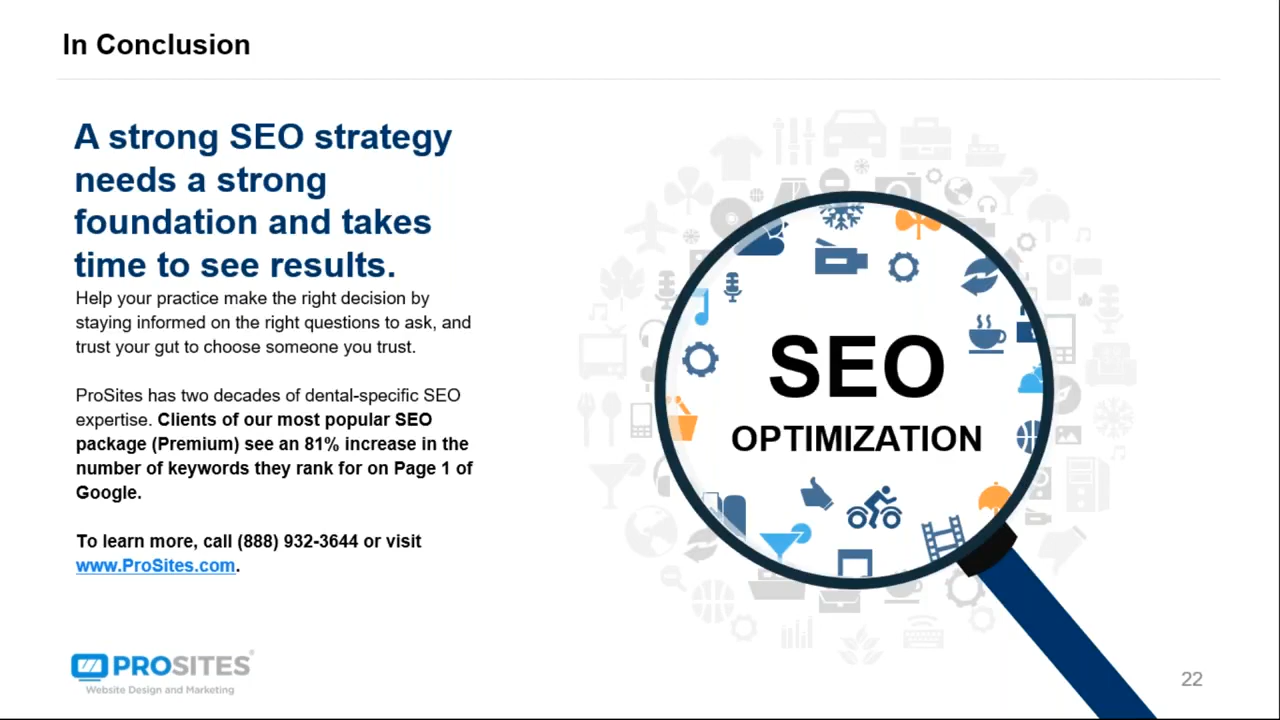 In Conclusion
A strong SEO strategy
needs a strong
foundation and takes
time to see results.
Help your practice make the right decision by
staying informed on the right questions to ask, and
trust your gut to choose someone you trust.
ProSites has two decades of dental-specific SEO
expertise. Clients of our most popular SEO
package (Premium) see an 81% increase in the
number of keywords they rank for on Page 1 of
Google.
To learn more, call (888) 932-3644 or visit
www.ProSites.com.
SEO
OPTIMIZATION
PROSITES®
Website Design and Marketing
22